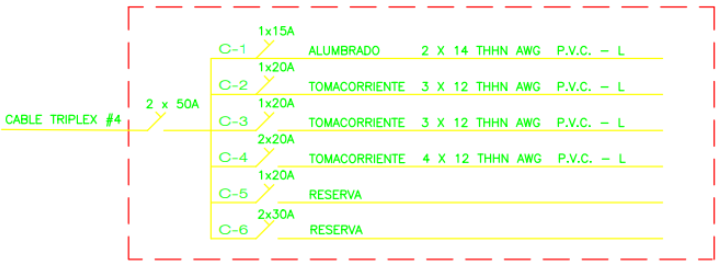 1x15A
C-1 ALUMBRADO 2 X 14 THHN AWG P.V.C. - L
1x20A
C-2 TOMACORRIENTE 3 X 12 THHN AWG P.V.C. - L
2 x 50A
1x20A
CABLE TRIPLEX #4
C-3 TOMACORRIENTE 3 X 12 THHN AWG P.V.C. - L
2x20A
C-4 TOMACORRIENTE 4 X 12 THHN AWG P.V.C. - L
1x20A
C-5 RESERVA
2x30A
C-6 RESERVA